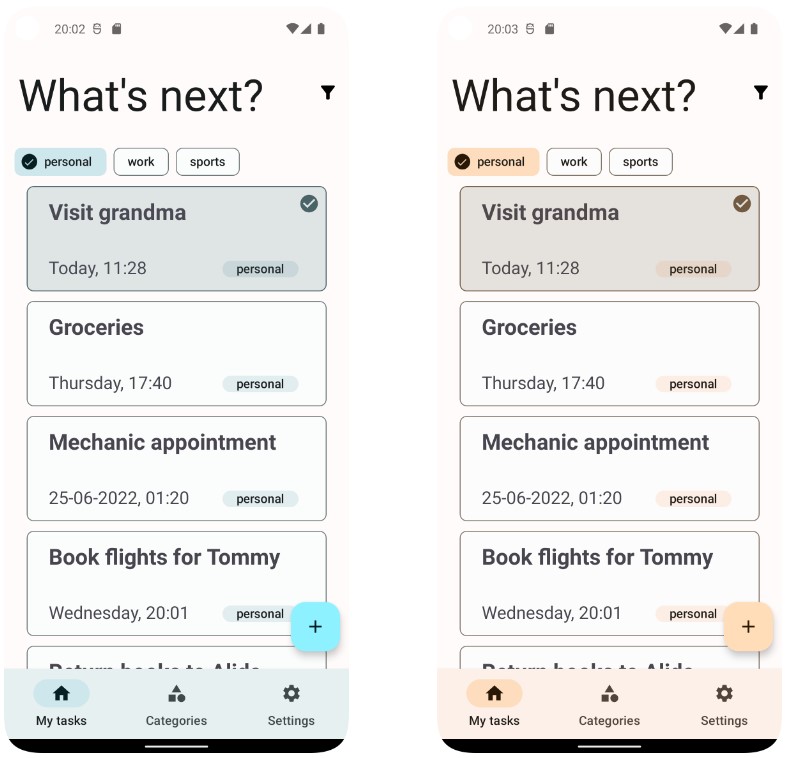 20:02
What's next?
personal work sports
Visit grandma
Today, 11:28 personal
Groceries
Thursday, 17:40 personal
Mechanic appointment
25-06-2022, 01:20 personal
Book flights for Tommy
Wednesday, 20:01 personal
+
My tasks Categories Settings
20:03
What's next?
personal work sports
Visit grandma
Today, 11:28 personal
Groceries
Thursday, 17:40 personal
Mechanic appointment
25-06-2022, 01:20 personal
Book flights for Tommy
Wednesday, 20:01 personal
+
My tasks Categories Settings